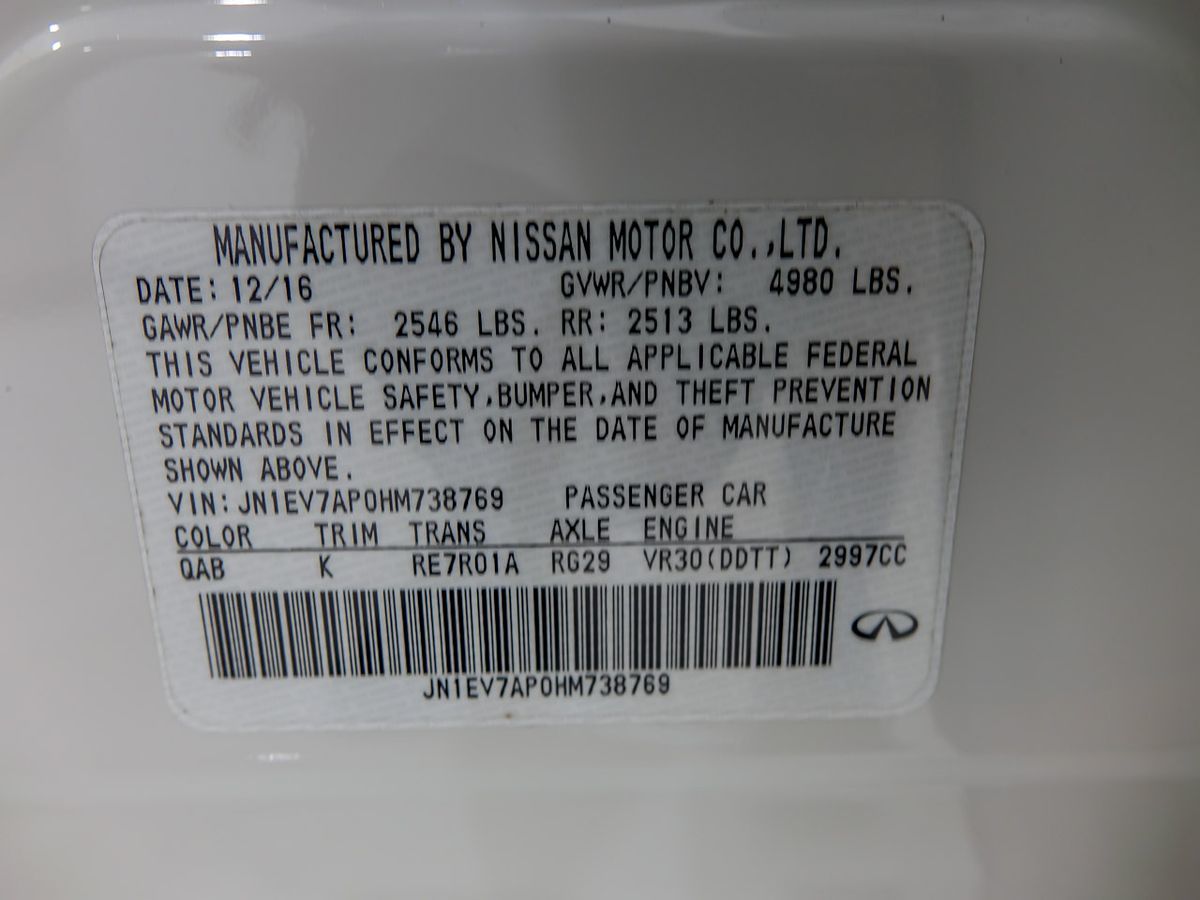 MANUFACTURED BY NISSAN MOTOR CO.,LTD.
DATE: 12/16 GVWR/PNBV: 4980 LBS.
GAWR/PNBE FR: 2546 LBS. RR: 2513 LBS.
THIS VEHICLE CONFORMS TO ALL APPLICABLE FEDERAL
MOTOR VEHICLE SAFETY,BUMPER,AND THEFT PREVENTION
STANDARDS IN EFFECT ON THE DATE OF MANUFACTURE
SHOWN ABOVE.
VIN:JN1EV7AP0HM738769 PASSENGER CAR
COLOR TRIM TRANS AXLE ENGINE
QAB K RE7R01A RG29 VR30(DDTT) 2997CC
JN1EV7AP0HM738769